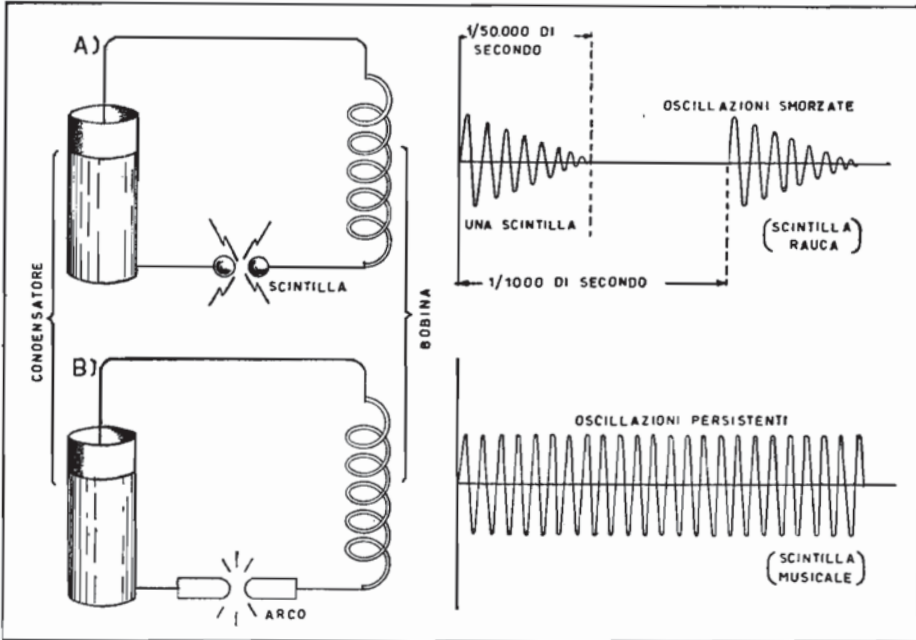 A)
1/50.000 DI
SECONDO
OSCILLAZIONI SMORZATE
UNA SCINTILLA
(SCINTILLA
RAUCA)
1/1000 DI SECONDO
SCINTILLA
CONDENSATORE
BOBINA
B)
OSCILLAZIONI PERSISTENTI
(SCINTILLA
MUSICALE)
ARCO